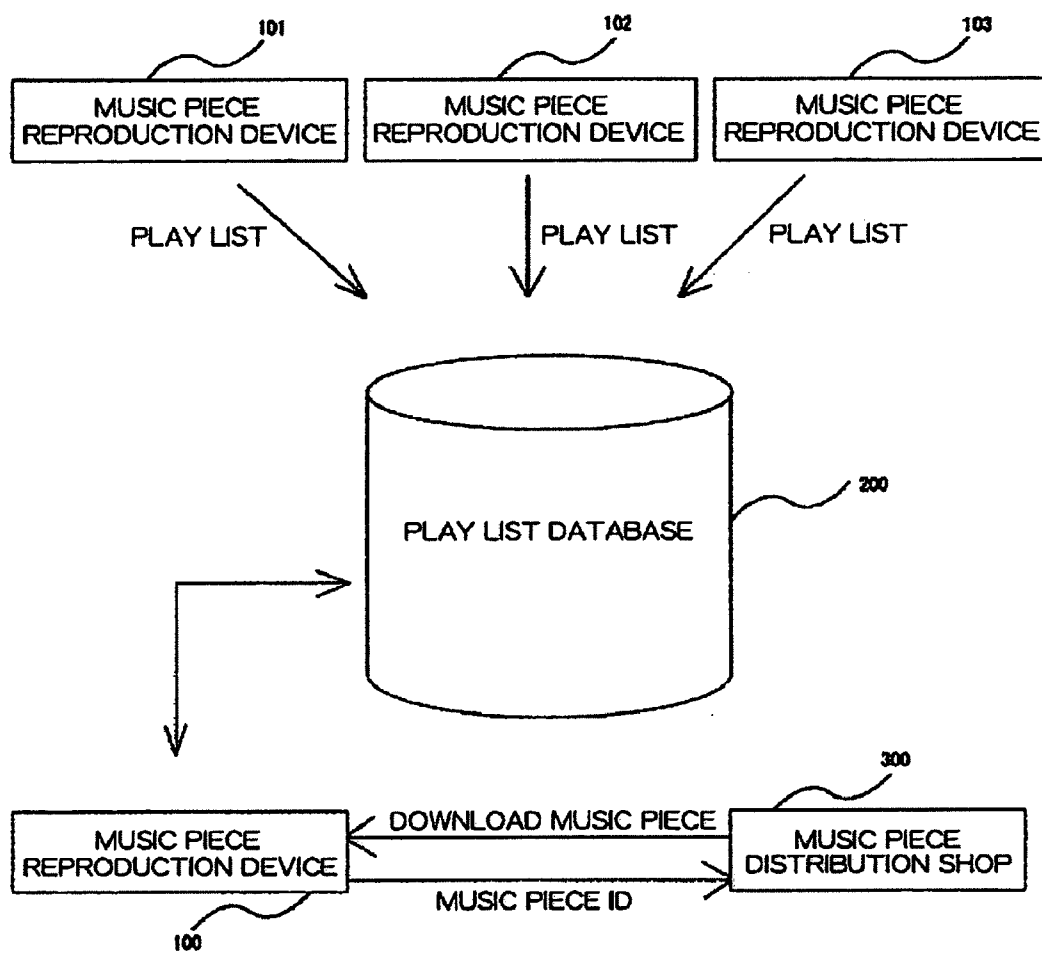 101
102
103
MUSIC PIECE
REPRODUCTION DEVICE
MUSIC PIECE
REPRODUCTION DEVICE
MUSIC PIECE
REPRODUCTION DEVICE
PLAY LIST
PLAY LIST
PLAY LIST
200
PLAY LIST DATABASE
300
DOWNLOAD MUSIC PIECE
MUSIC PIECE
REPRODUCTION DEVICE
MUSIC PIECE
DISTRIBUTION SHOP
MUSIC PIECE ID
100